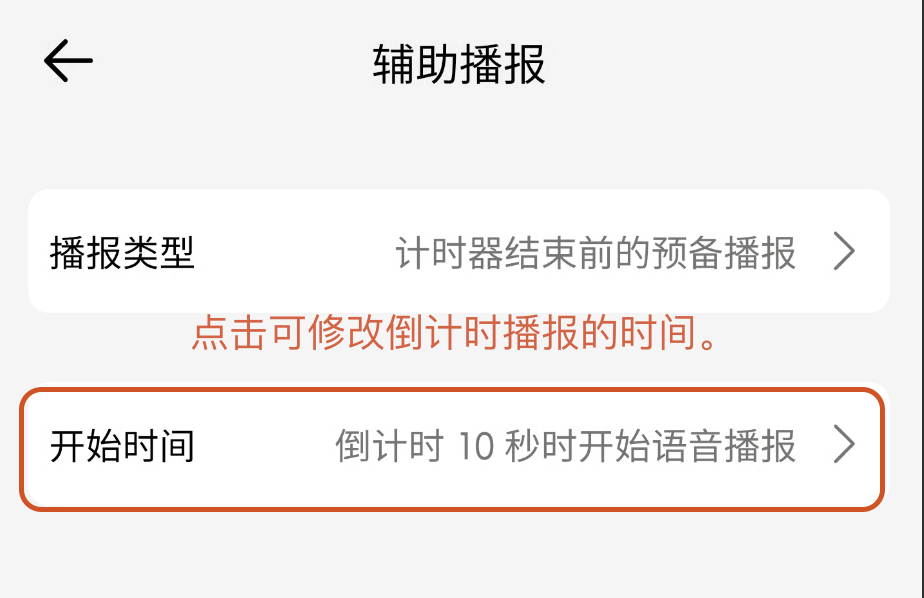 辅助播报
播报类型 计时器结束前的预备播报
点击可修改倒计时播报的时间。
开始时间 倒计时 10 秒时开始语音播报